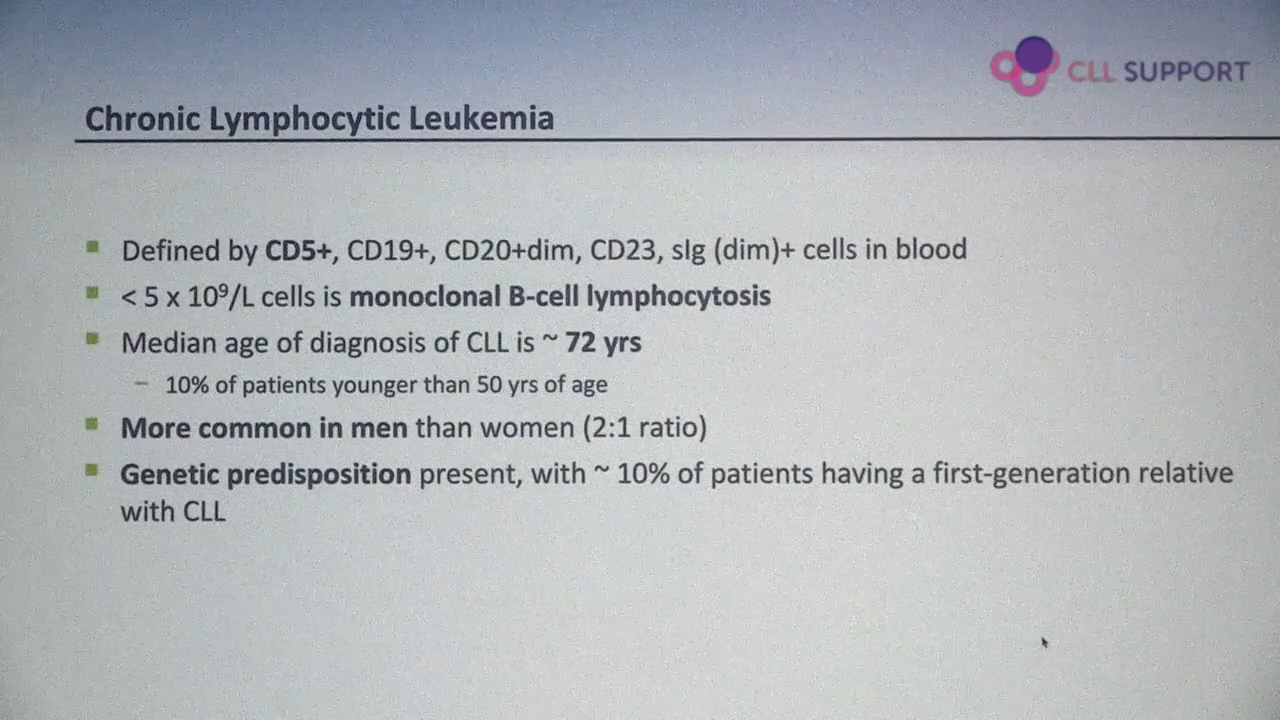 CLL SUPPORT
Chronic Lymphocytic Leukemia
Defined by CD5+, CD19+, CD20+dim, CD23, sIg (dim)+ cells in blood
< 5 x 10⁹/L cells is monoclonal B-cell lymphocytosis
Median age of diagnosis of CLL is ~ 72 yrs
– 10% of patients younger than 50 yrs of age
More common in men than women (2:1 ratio)
Genetic predisposition present, with ~ 10% of patients having a first-generation relative
with CLL